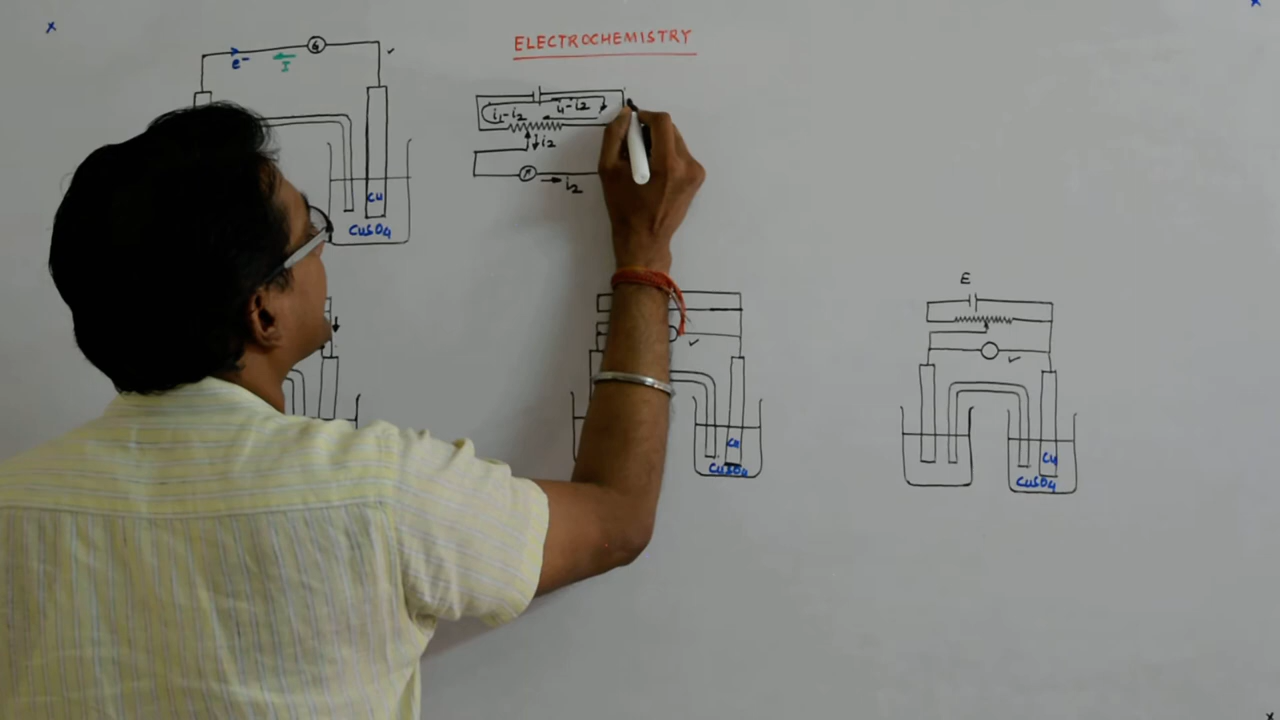 ELECTROCHEMISTRY
G
e-
I
i₁-i₂
i₁-i₂
i₂
i₂
Cu
CuSO4
E
Cu
CuSO4
Cu
CuSO4